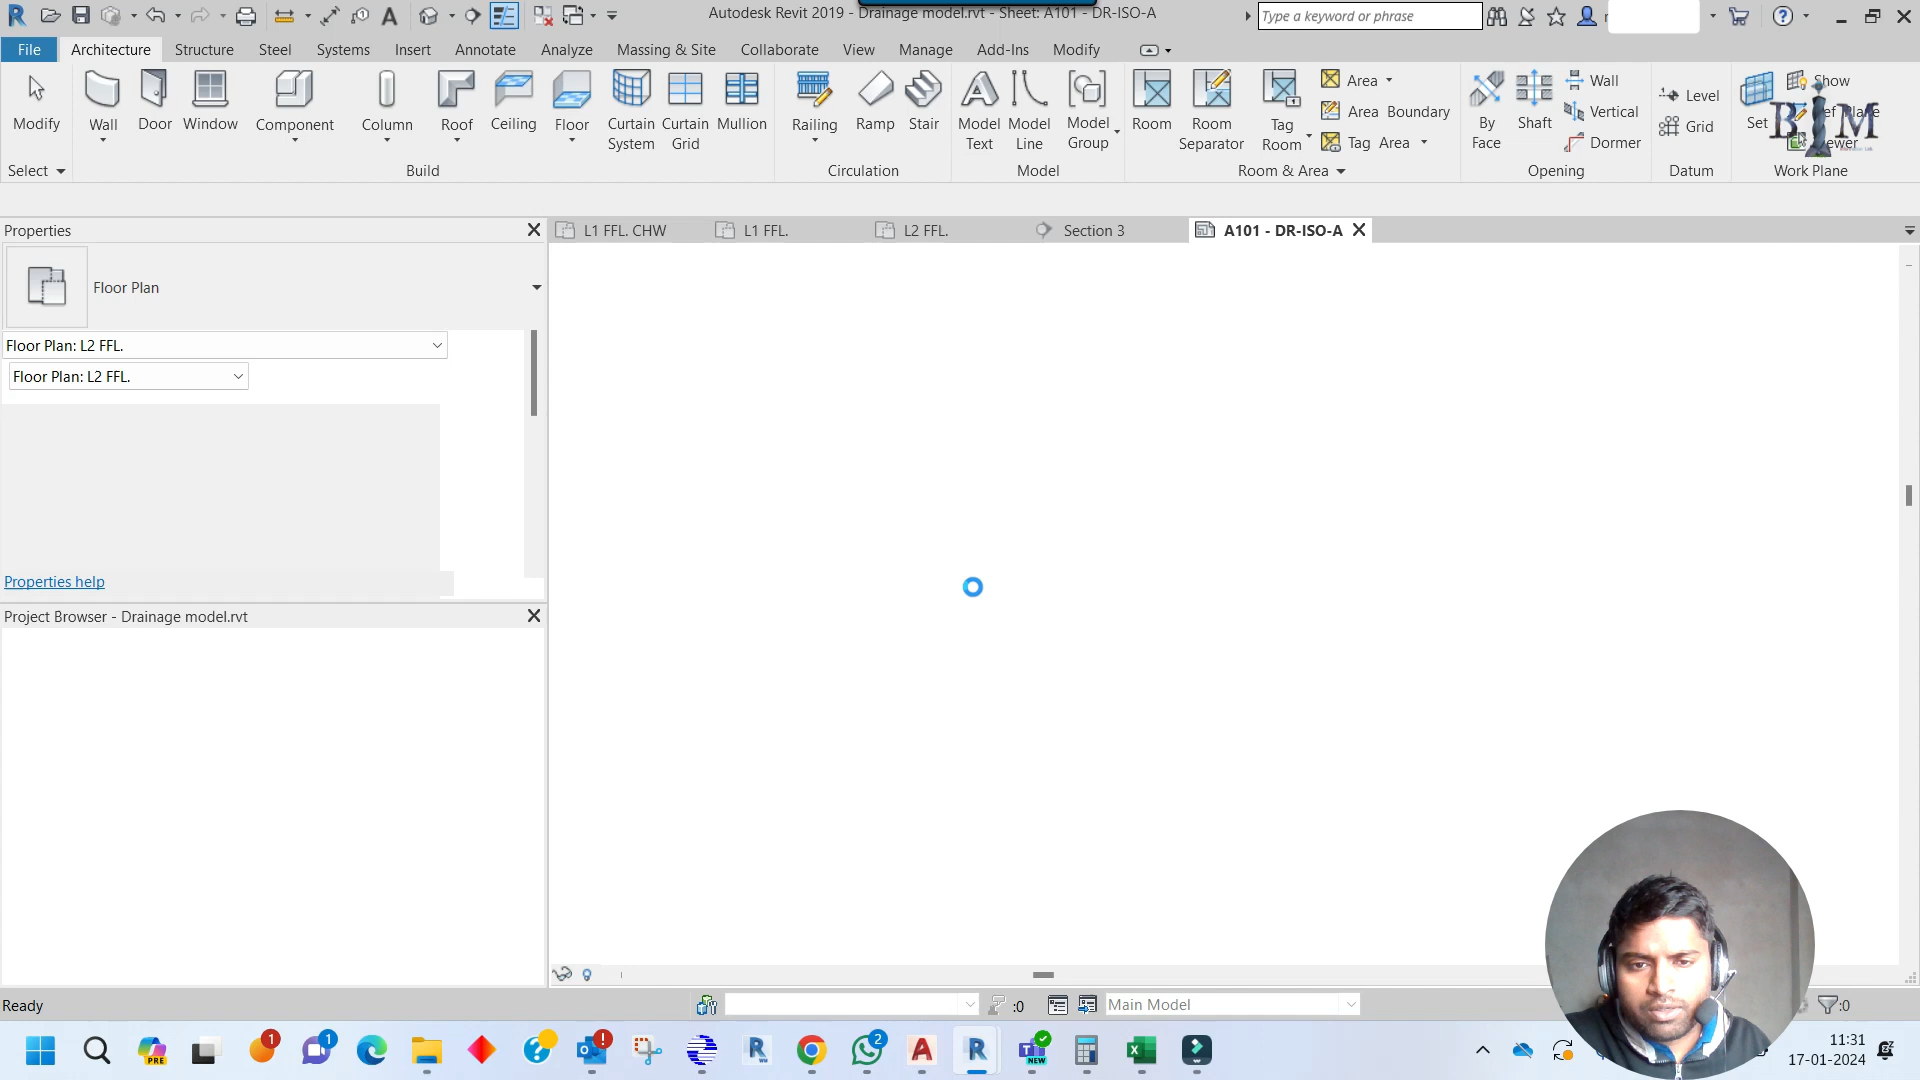 Autodesk Revit 2019 - Drainage model.rvt - Sheet: A101 - DR-ISO-A
Type a keyword or phrase
File Architecture Structure Steel Systems Insert Annotate Analyze Massing & Site Collaborate View Manage Add-Ins Modify
Modify
Wall
Door
Window
Component
Column
Roof
Ceiling
Floor
Curtain System
Curtain Grid
Mullion
Railing
Ramp
Stair
Model Text
Model Line
Model Group
Room
Room Separator
Tag Room
Area
Area Boundary
Tag Area
By Face
Shaft
Wall
Vertical
Dormer
Level
Grid
Set
Show
BIM
Select
Build
Circulation
Model
Room & Area
Opening
Datum
Work Plane
Properties
L1 FFL. CHW
L1 FFL.
L2 FFL.
Section 3
A101 - DR-ISO-A
Floor Plan
Floor Plan: L2 FFL.
Floor Plan: L2 FFL.
Properties help
Project Browser - Drainage model.rvt
Ready
:0
Main Model
:0
PRE
1
1
2
NEW
11:31
17-01-2024